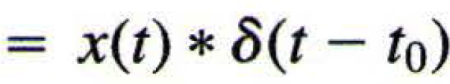 = x(t) * δ(t − t₀)